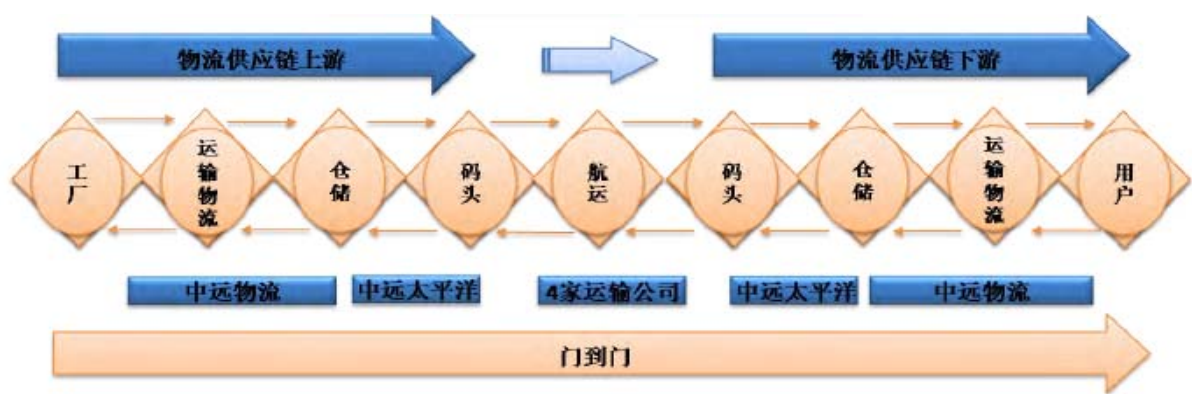 物流供应链上游
物流供应链下游
工厂
运输物流
仓储
码头
航运
码头
仓储
运输物流
用户
中远物流
中远太平洋
4家运输公司
中远太平洋
中远物流
门到门